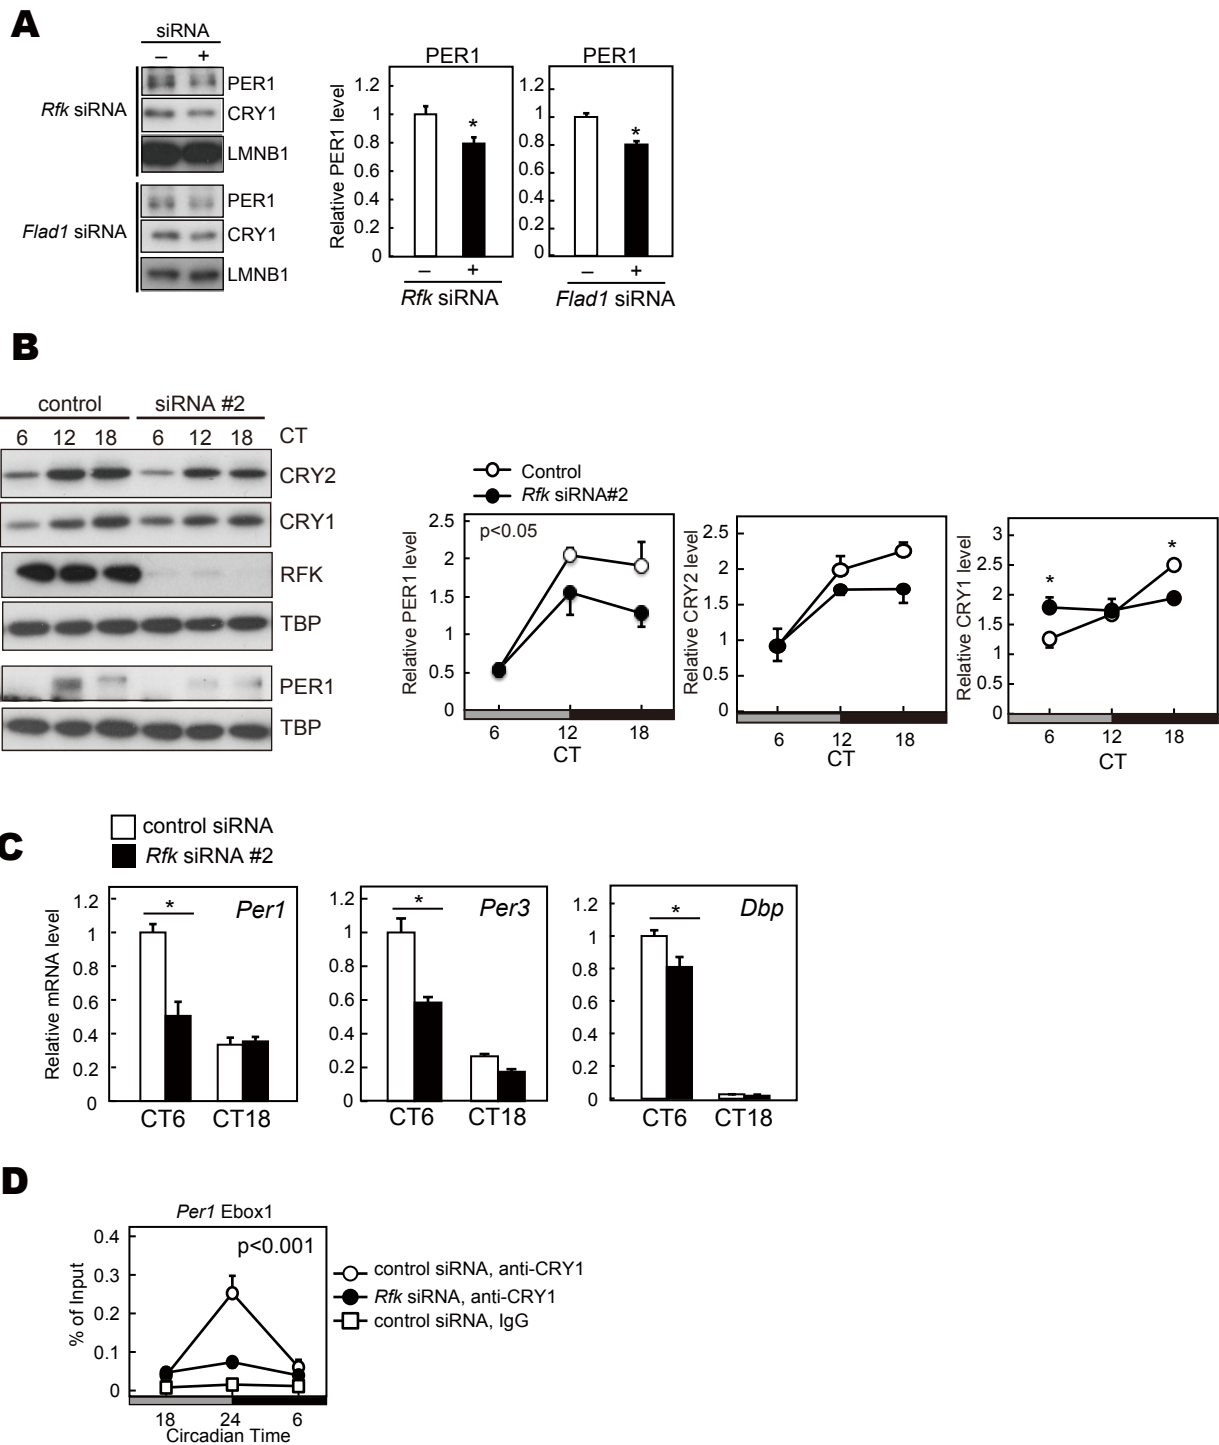 A
siRNA
– +
Rfk siRNA
PER1
CRY1
LMNB1
Flad1 siRNA
PER1
CRY1
LMNB1
PER1
Relative PER1 level
1.2
1
0.8
0.6
0.4
0.2
0
*
– +
Rfk siRNA
PER1
1.2
1
0.8
0.6
0.4
0.2
0
*
– +
Flad1 siRNA
B
control siRNA #2
6 12 18 6 12 18 CT
CRY2
CRY1
RFK
TBP
PER1
TBP
Control
Rfk siRNA#2
Relative PER1 level
2.5
2
1.5
1
0.5
0
p<0.05
6 12 18
CT
Relative CRY2 level
2.5
2
1.5
1
0.5
0
6 12 18
CT
Relative CRY1 level
3
2.5
2
1.5
1
0.5
0
*
*
6 12 18
CT
C
control siRNA
Rfk siRNA #2
Relative mRNA level
1.2
1
0.8
0.6
0.4
0.2
0
*
Per1
CT6 CT18
1.2
1
0.8
0.6
0.4
0.2
0
*
Per3
CT6 CT18
1.2
1
0.8
0.6
0.4
0.2
0
*
Dbp
CT6 CT18
D
Per1 Ebox1
% of Input
0.4
0.3
0.2
0.1
0
p<0.001
18 24 6
Circadian Time
control siRNA, anti-CRY1
Rfk siRNA, anti-CRY1
control siRNA, IgG